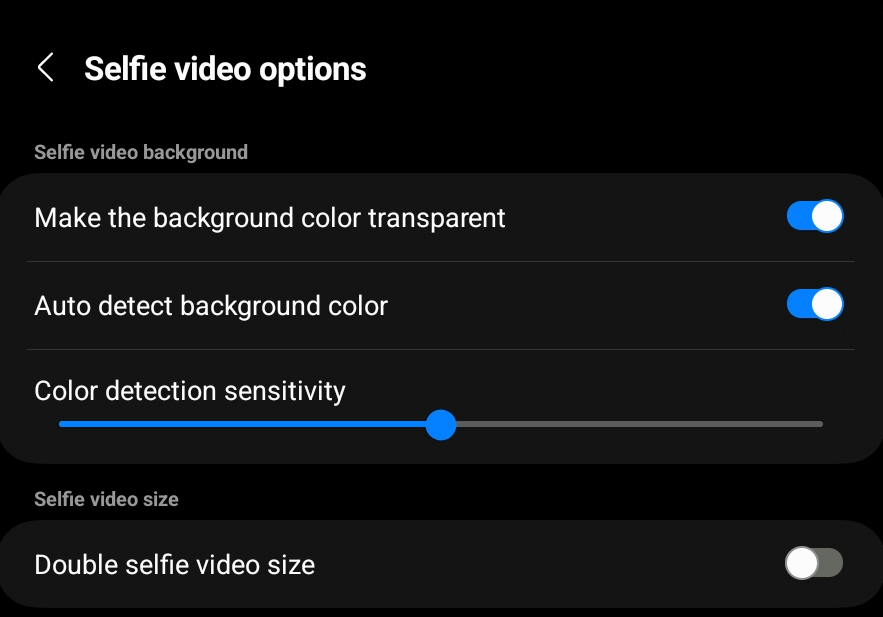 Selfie video options
Selfie video background
Make the background color transparent
Auto detect background color
Color detection sensitivity
Selfie video size
Double selfie video size